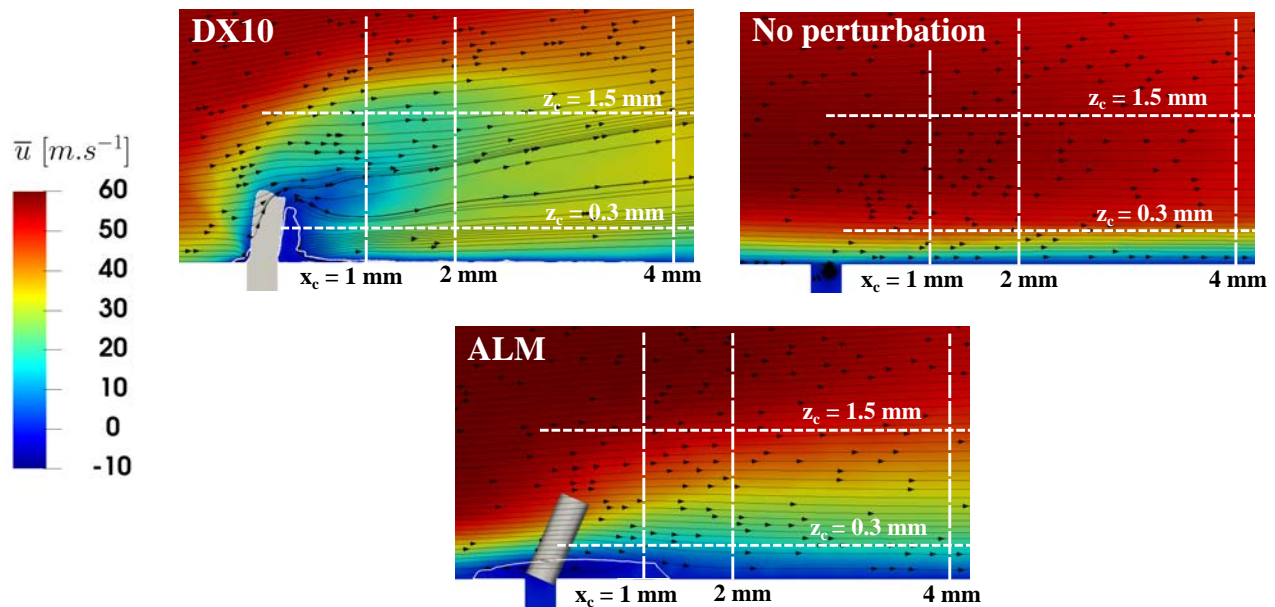 DX10
z_c = 1.5 mm
z_c = 0.3 mm
x_c = 1 mm 2 mm 4 mm
No perturbation
z_c = 1.5 mm
z_c = 0.3 mm
x_c = 1 mm 2 mm 4 mm
u̅ [m.s⁻¹]
60
50
40
30
20
10
0
-10
ALM
z_c = 1.5 mm
z_c = 0.3 mm
x_c = 1 mm 2 mm 4 mm